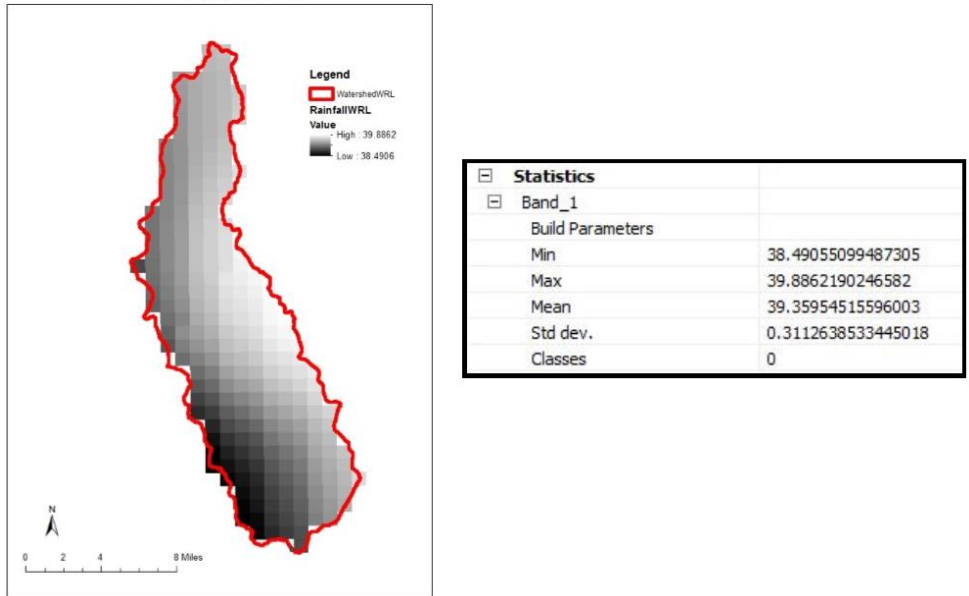 Legend
WatershedWRL
RainfallWRL
Value
High : 39.8862
Low : 38.4906
N
0 2 4 8 Miles
Statistics
Band_1
Build Parameters
Min 38.49055099487305
Max 39.8862190246582
Mean 39.35954515596003
Std dev. 0.3112638533445018
Classes 0